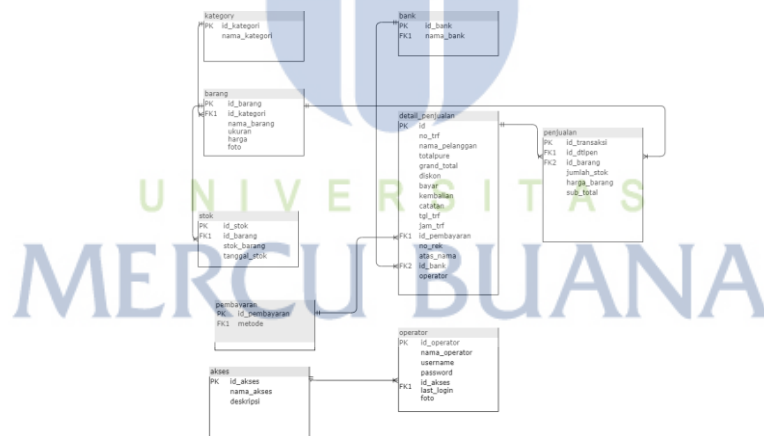 kategory
PK id_kategori
nama_kategori
bank
PK id_bank
FK1 nama_bank
barang
PK id_barang
FK1 id_kategori
nama_barang
ukuran
harga
foto
detail_penjualan
PK id
no_trf
nama_pelanggan
totalpure
grand_total
diskon
bayar
kembalian
catatan
tgl_trf
jam_trf
FK1 id_pembayaran
no_rek
atas_nama
FK2 id_bank
operator
penjualan
PK id_transaksi
FK1 id_dtlpen
FK2 id_barang
jumlah_stok
harga_barang
sub_total
UNIVERSITAS
stok
PK id_stok
FK1 id_barang
stok_barang
tanggal_stok
MERCU BUANA
pembayaran
PK id_pembayaran
FK1 metode
operator
PK id_operator
nama_operator
username
password
FK1 id_akses
last_login
foto
akses
PK id_akses
nama_akses
deskripsi